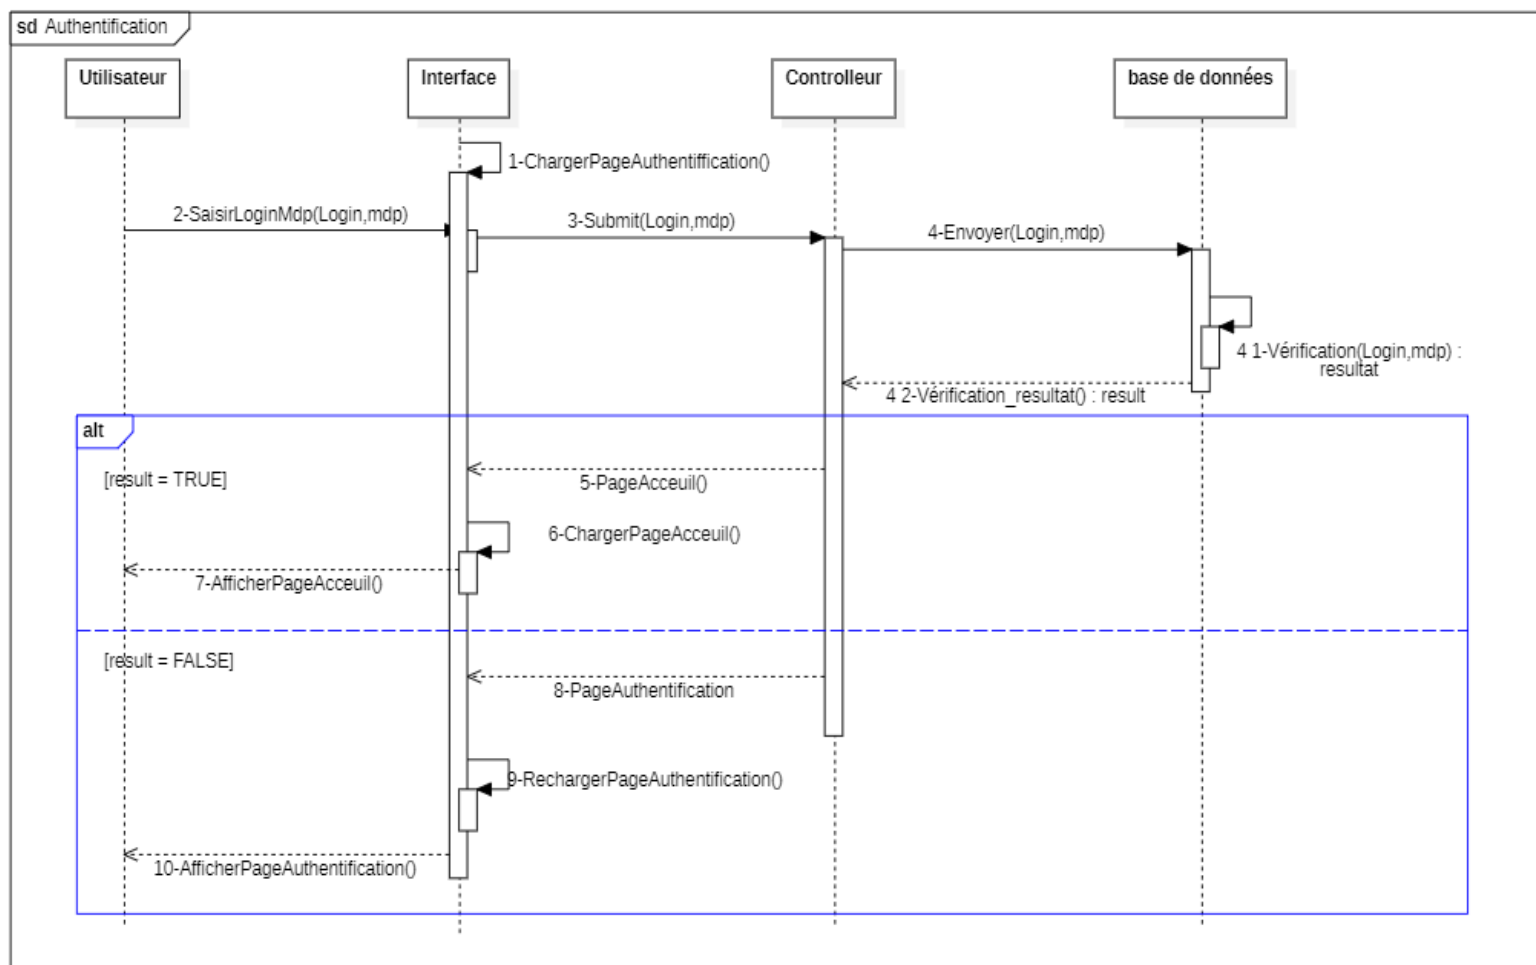 sd Authentification
Utilisateur
Interface
Controlleur
base de données
1-ChargerPageAuthentiffication()
2-SaisirLoginMdp(Login,mdp)
3-Submit(Login,mdp)
4-Envoyer(Login,mdp)
4 1-Vérification(Login,mdp) :
resultat
4 2-Vérification_resultat() : result
alt
[result = TRUE]
5-PageAcceuil()
6-ChargerPageAcceuil()
7-AfficherPageAcceuil()
[result = FALSE]
8-PageAuthentification
9-RechargerPageAuthentification()
10-AfficherPageAuthentification()